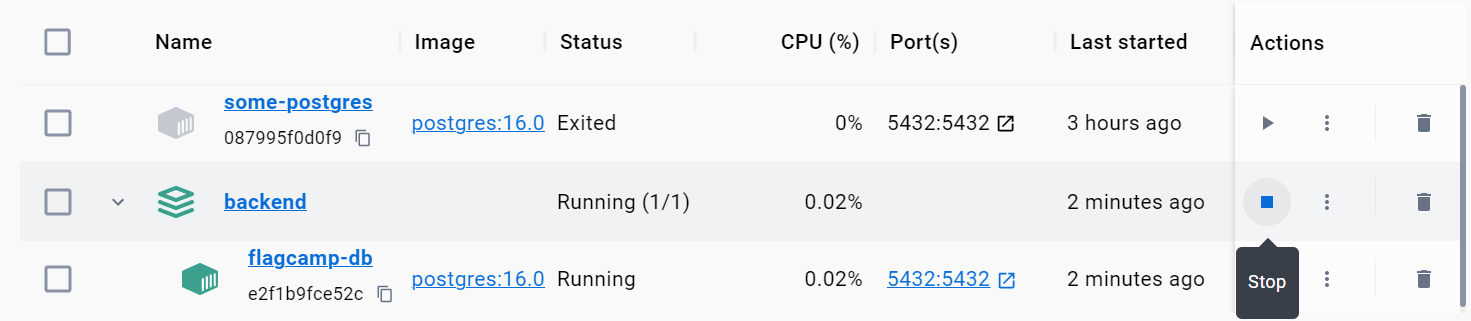 Name Image Status CPU (%) Port(s) Last started Actions
some-postgres
087995f0d0f9 postgres:16.0 Exited 0% 5432:5432 3 hours ago
backend Running (1/1) 0.02% 2 minutes ago
flagcamp-db
e2f1b9fce52c postgres:16.0 Running 0.02% 5432:5432 2 minutes ago
Stop